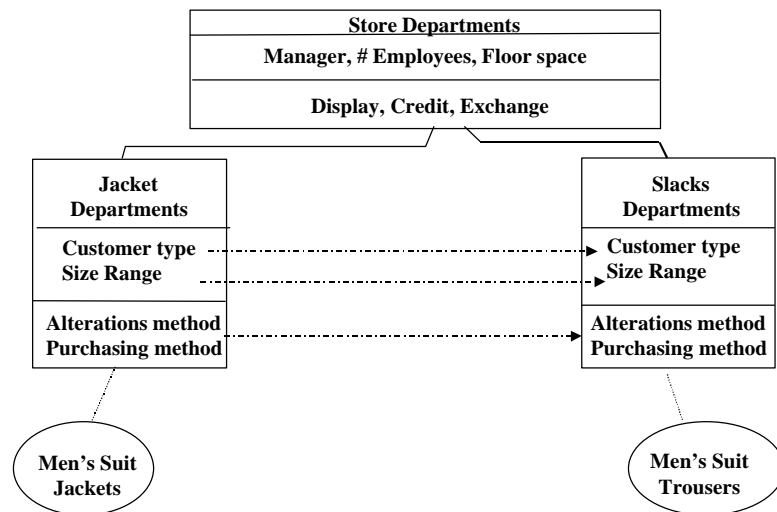 Store Departments
Manager, # Employees, Floor space
Display, Credit, Exchange
Jacket
Departments
Customer type
Size Range
Alterations method
Purchasing method
Men's Suit
Jackets
Slacks
Departments
Customer type
Size Range
Alterations method
Purchasing method
Men's Suit
Trousers